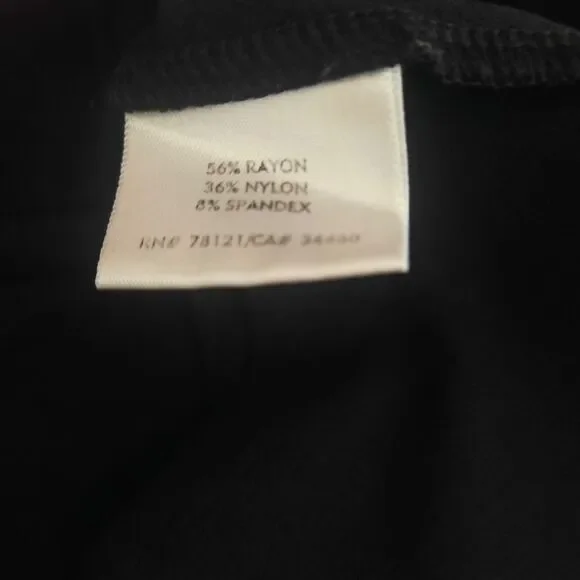 56% RAYON
36% NYLON
8% SPANDEX
RN# 78121/CA#